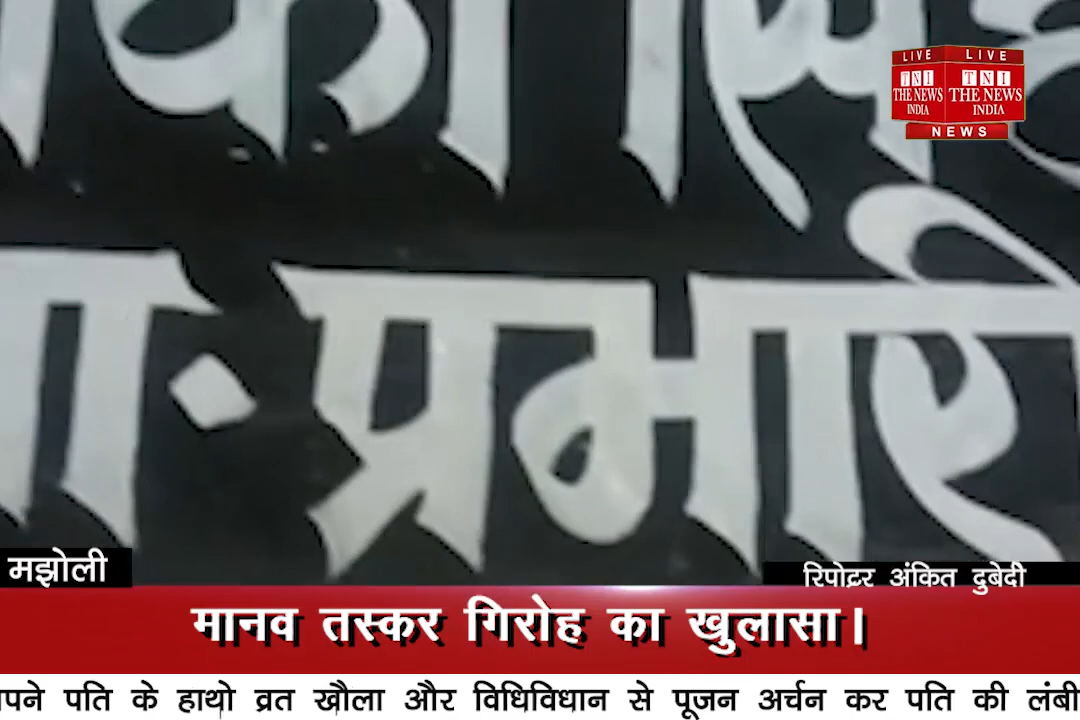 LIVE LIVE
TNI TNI
THE NEWS THE NEWS
INDIA INDIA
NEWS
मझोली
रिपोर्टर अंकित दुबेदी
मानव तस्कर गिरोह का खुलासा।
पति के हाथो व्रत खौला और विधिविधान से पूजन अर्चन कर पति की लंबी